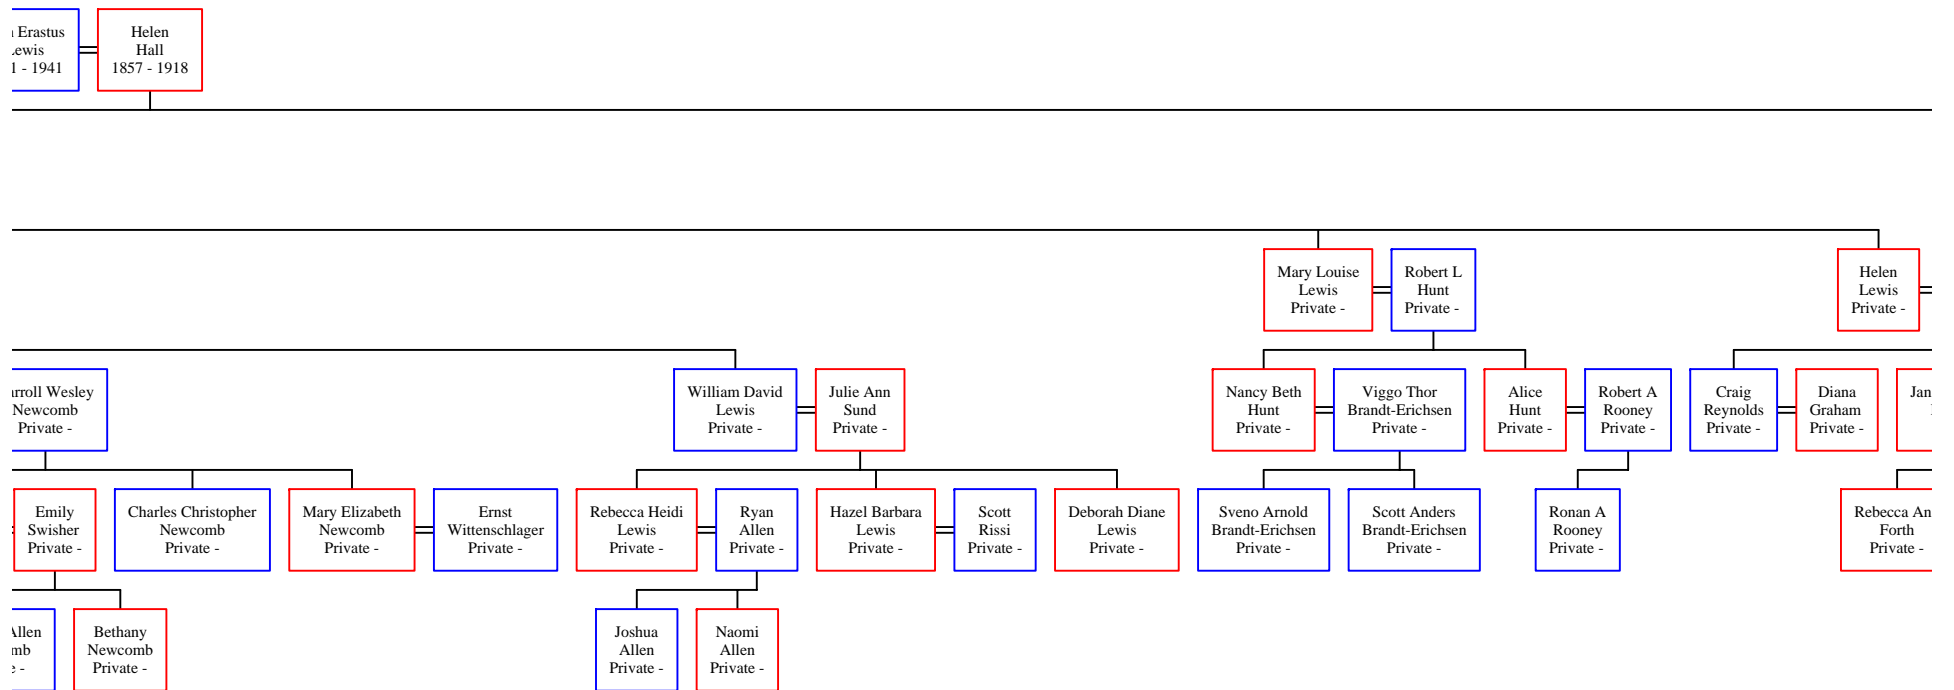 Erastus
1941
Helen
Hall
1857 - 1918
Mary Louise
Lewis
Private -
Robert L
Hunt
Private -
Helen
Lewis
Private -
Wesley
Newcomb
Private -
William David
Lewis
Private -
Julie Ann
Sund
Private -
Nancy Beth
Hunt
Private -
Viggo Thor
Brandt-Erichsen
Private -
Alice
Hunt
Private -
Robert A
Rooney
Private -
Craig
Reynolds
Private -
Diana
Graham
Private -
Emily
Swisher
Private -
Charles Christopher
Newcomb
Private -
Mary Elizabeth
Newcomb
Private -
Ernst
Wittenschlager
Private -
Rebecca Heidi
Lewis
Private -
Ryan
Allen
Private -
Hazel Barbara
Lewis
Private -
Scott
Rissi
Private -
Deborah Diane
Lewis
Private -
Sveno Arnold
Brandt-Erichsen
Private -
Scott Anders
Brandt-Erichsen
Private -
Ronan A
Rooney
Private -
Rebecca An
Forth
Private -
Allen
Bethany
Newcomb
Private -
Joshua
Allen
Private -
Naomi
Allen
Private -